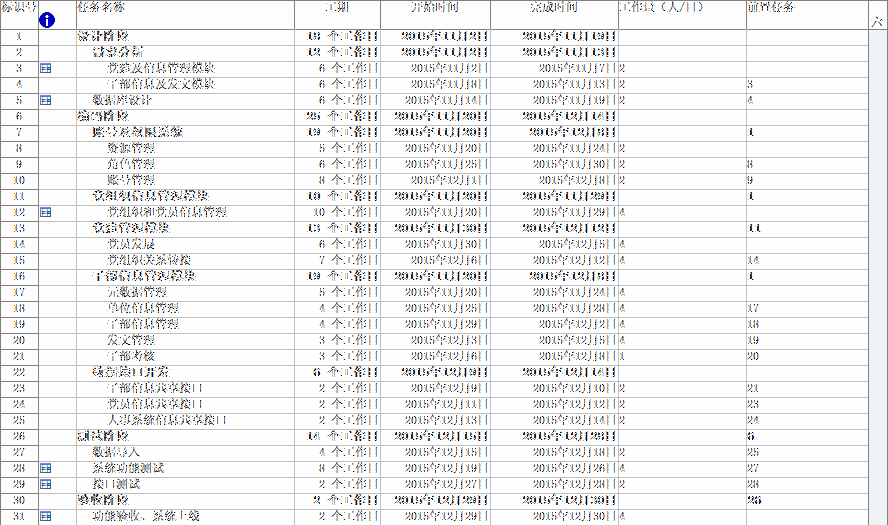 标识号 任务名称 工期 开始时间 完成时间 工作员（人/日） 前置任务
六
1 设计阶段 18 个工作日 2015年11月2日 2015年11月19日
2 需求分析 12 个工作日 2015年11月2日 2015年11月13日
3 党建及信息管理模块 6 个工作日 2015年11月2日 2015年11月7日 2
4 干部信息及发文模块 6 个工作日 2015年11月8日 2015年11月13日 2 3
5 数据库设计 6 个工作日 2015年11月14日 2015年11月19日 2 4
6 编码阶段 25 个工作日 2015年11月20日 2015年12月14日
7 账号及权限系统 19 个工作日 2015年11月20日 2015年12月8日 1
8 资源管理 5 个工作日 2015年11月20日 2015年11月24日 2
9 角色管理 6 个工作日 2015年11月25日 2015年11月30日 2 8
10 账号管理 8 个工作日 2015年12月1日 2015年12月8日 2 9
11 党组织信息管理模块 10 个工作日 2015年11月20日 2015年11月29日 1
12 党组织和党员信息管理 10 个工作日 2015年11月20日 2015年11月29日 4
13 党建管理模块 13 个工作日 2015年11月30日 2015年12月12日 11
14 党员发展 6 个工作日 2015年11月30日 2015年12月5日 4
15 党组织关系转接 7 个工作日 2015年12月6日 2015年12月12日 4 14
16 干部信息管理模块 19 个工作日 2015年11月20日 2015年12月8日 1
17 元数据管理 5 个工作日 2015年11月20日 2015年11月24日 4
18 单位信息管理 4 个工作日 2015年11月25日 2015年11月28日 4 17
19 干部信息管理 4 个工作日 2015年11月29日 2015年12月2日 4 18
20 发文管理 3 个工作日 2015年12月3日 2015年12月5日 4 19
21 干部考核 3 个工作日 2015年12月6日 2015年12月8日 1 20
22 数据接口开发 6 个工作日 2015年12月9日 2015年12月14日
23 干部信息共享接口 2 个工作日 2015年12月9日 2015年12月10日 2 21
24 党员信息共享接口 2 个工作日 2015年12月11日 2015年12月12日 2 23
25 人事系统信息共享接口 2 个工作日 2015年12月13日 2015年12月14日 2 24
26 测试阶段 14 个工作日 2015年12月15日 2015年12月28日 6
27 数据导入 4 个工作日 2015年12月15日 2015年12月18日 2 25
28 系统功能测试 8 个工作日 2015年12月19日 2015年12月26日 4 27
29 接口测试 2 个工作日 2015年12月27日 2015年12月28日 2 28
30 验收阶段 2 个工作日 2015年12月29日 2015年12月30日 26
31 功能验收、系统上线 2 个工作日 2015年12月29日 2015年12月30日 4